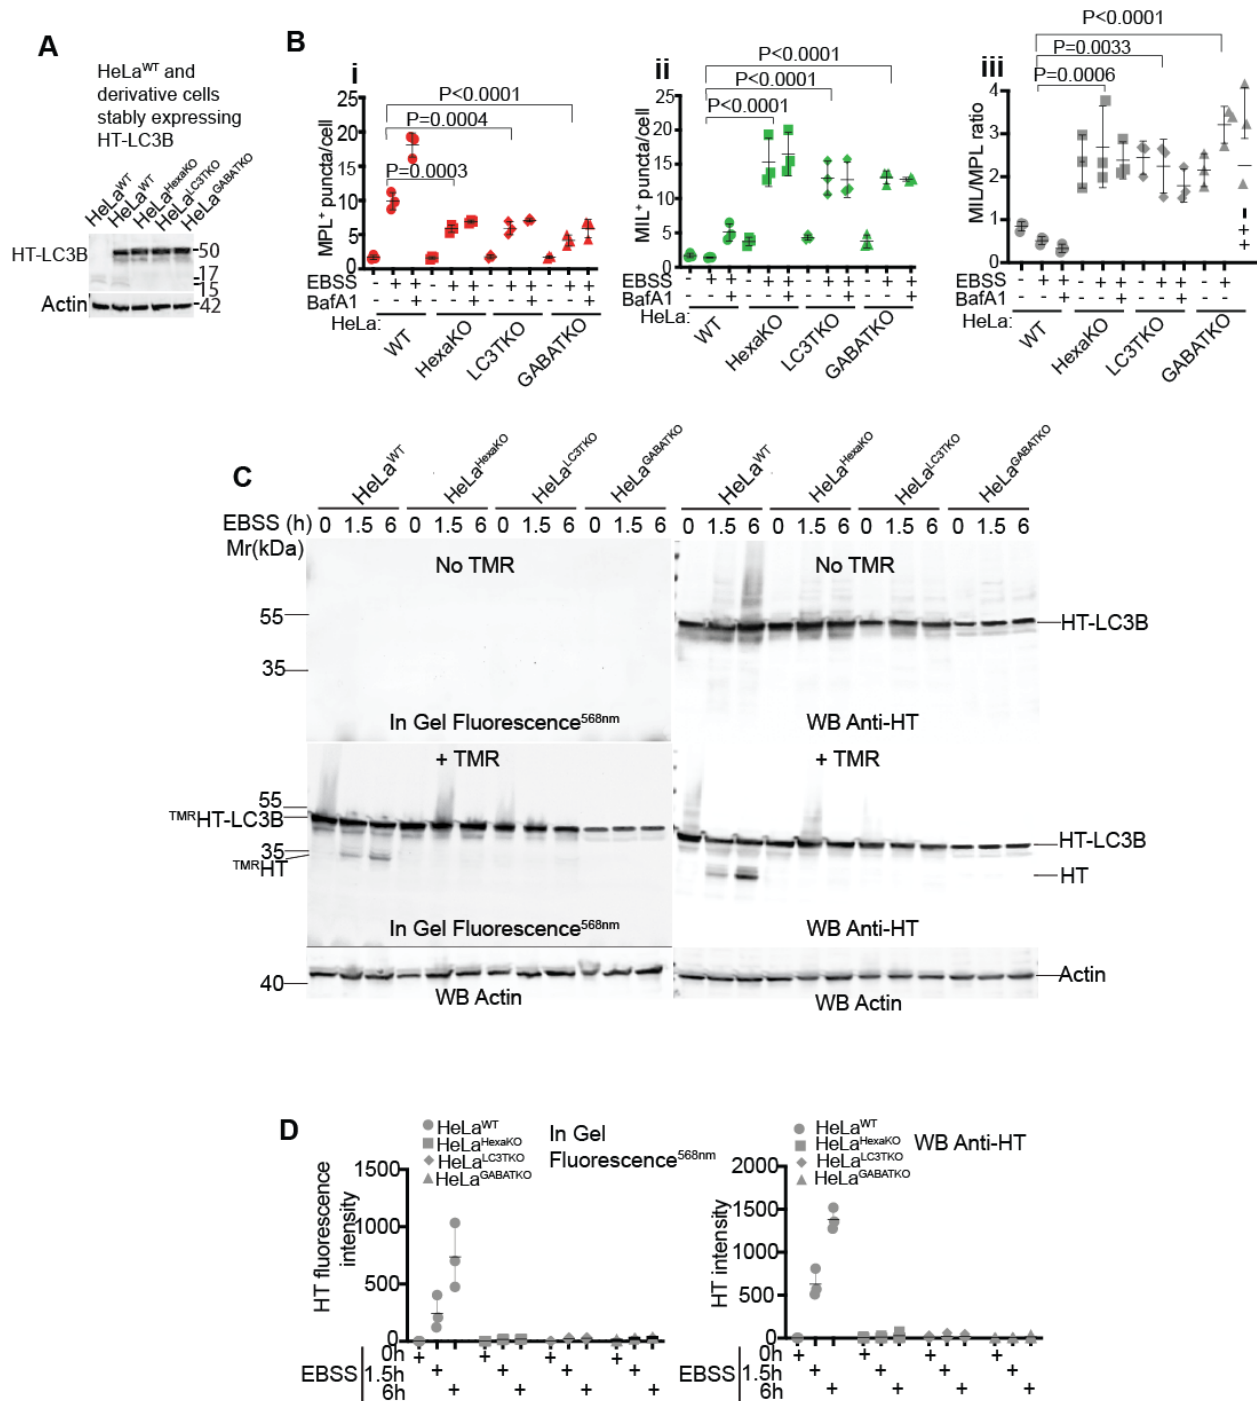 A
HeLaWT and
derivative cells
stably expressing
HT-LC3B
HeLaWT
HeLaWT
HeLaHexaKO
HeLaLC3TKO
HeLaGABATKO
HT-LC3B
50
17
15
Actin
42
B
i
P<0.0001
P=0.0004
P=0.0003
MPL+ puncta/cell
25
20
15
10
5
0
EBSS - + + - + + - + + - + +
BafA1 - - + - - + - - + - - +
HeLa:
WT
HexaKO
LC3TKO
GABATKO
ii
P<0.0001
P<0.0001
P<0.0001
MIL+ puncta/cell
25
20
15
10
5
0
EBSS - + + - + + - + + - + +
BafA1 - - + - - + - - + - - +
HeLa:
WT
HexaKO
LC3TKO
GABATKO
iii
P<0.0001
P=0.0033
P=0.0006
MIL/MPL ratio
4
3
2
1
0
EBSS - + + - + + - + + - + +
BafA1 - - + - - + - - + - - +
HeLa:
WT
HexaKO
LC3TKO
GABATKO
C
HeLaWT
HeLaHexaKO
HeLaLC3TKO
HeLaGABATKO
HeLaWT
HeLaHexaKO
HeLaLC3TKO
HeLaGABATKO
EBSS (h) 0 1.5 6 0 1.5 6 0 1.5 6 0 1.5 6
0 1.5 6 0 1.5 6 0 1.5 6 0 1.5 6
Mr(kDa)
No TMR
No TMR
55
HT-LC3B
35
In Gel Fluorescence568nm
WB Anti-HT
+ TMR
+ TMR
55
TMRHT-LC3B
HT-LC3B
35
TMRHT
HT
In Gel Fluorescence568nm
WB Anti-HT
40
Actin
WB Actin
WB Actin
D
HeLaWT
HeLaHexaKO
HeLaLC3TKO
HeLaGABATKO
In Gel
Fluorescence568nm
HT fluorescence
intensity
1500
1000
500
0
EBSS
0h + + + +
1.5h + + + +
6h + + + +
HeLaWT
HeLaHexaKO
HeLaLC3TKO
HeLaGABATKO
WB Anti-HT
HT intensity
2000
1500
1000
500
0
EBSS
0h + + + +
1.5h + + + +
6h + + + +